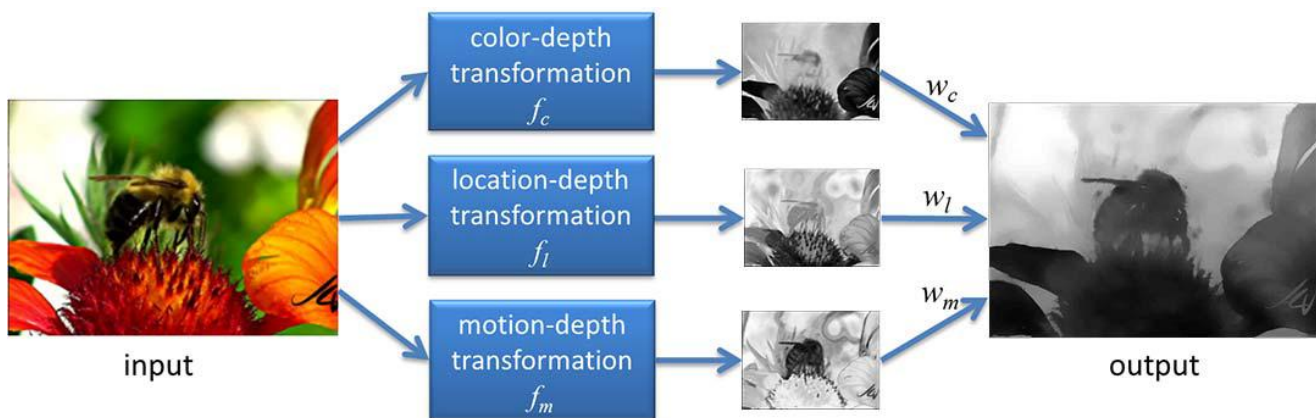 color-depth
transformation
f_c
w_c
location-depth
transformation
f_l
w_l
motion-depth
transformation
f_m
w_m
input
output